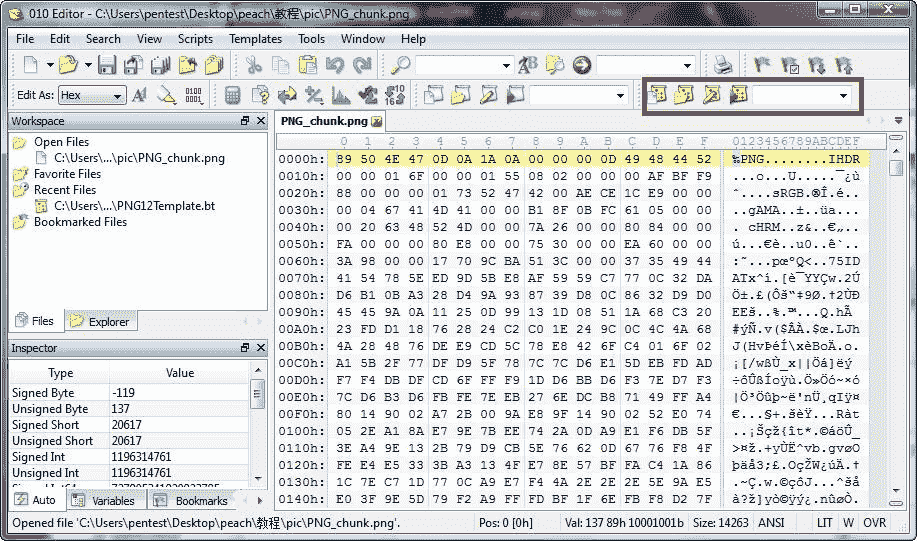 010 Editor - C:\Users\pentest\Desktop\peach\教程\pic\PNG_chunk.png
File Edit Search View Scripts Templates Tools Window Help
Edit As: Hex
Workspace
Open Files
C:\Users\...\pic\PNG_chunk.png
Favorite Files
Recent Files
C:\Users\...\PNG12Template.bt
Bookmarked Files
Files Explorer
Inspector
Type Value
Signed Byte -119
Unsigned Byte 137
Signed Short 20617
Unsigned Short 20617
Signed Int 1196314761
Unsigned Int 1196314761
Auto Variables Bookmarks
PNG_chunk.png
0 1 2 3 4 5 6 7 8 9 A B C D E F 0123456789ABCDEF
0000h: 89 50 4E 47 0D 0A 1A 0A 00 00 00 0D 49 48 44 52 ‰PNG........IHDR
0010h: 00 00 01 6F 00 00 01 55 08 02 00 00 00 AF BF F9 ...o...U.....¯¿ù
0020h: 88 00 00 00 01 73 52 47 42 00 AE CE 1C E9 00 00 ˆ....sRGB.®Î.é..
0030h: 00 04 67 41 4D 41 00 00 B1 8F 0B FC 61 05 00 00 ..gAMA..±..üa...
0040h: 00 20 63 48 52 4D 00 00 7A 26 00 00 80 84 00 00 . cHRM..z&..€„..
0050h: FA 00 00 00 80 E8 00 00 75 30 00 00 EA 60 00 00 ú...€è..u0..ê`..
0060h: 3A 98 00 00 17 70 9C BA 51 3C 00 00 37 35 49 44 :˜...pœºQ<..75ID
0070h: 41 54 78 5E ED 9D 5B E8 AF 59 59 C7 77 0C 32 DA
0080h: D6 B1 0B A3 28 D4 9A 93 87 39 D8 0C 86 32 D9 D0
0090h: 45 45 9A 0A 11 25 0D 99 13 1D 08 51 1A 68 C3 20
00A0h: 23 FD D1 18 76 28 24 C2 C0 1E 24 9C 0C 4C 4A 68
00B0h: 4A 28 48 76 DE E9 CD 5C 78 E8 42 6F C4 01 6F 02
00C0h: A1 5B 2F 77 DF D9 5F 78 7C 7C D6 E1 5D EB FD AD
00D0h: F7 F4 DB DF CD 6F FF F9 1D D6 BB D6 F3 7E D7 F3
00E0h: 7C D6 B3 D6 FB FE 7E EB 27 6E DC B8 71 49 FF A4
00F0h: 80 14 90 02 A7 2B 00 9A E8 89 F1 14 90 02 52 E0 74
0100h: 05 2E A1 8A E7 9E 7B EE 74 2A 0D A9 E1 F6 DB 5F
0110h: 3E A4 9E 13 2B 79 D9 CB 5E 76 62 0D 67 76 F8 4F
0120h: FE E4 E5 33 3B A3 13 4F E7 8E 57 BF FA C4 1A 86
0130h: 1C 7E C7 1D 77 0C A9 E7 F4 4A 2E 2E 2E 5E 9A E5
0140h: E0 3F 9E 5D 79 F2 A9 FF FD BF 1F 6E FB F8 D2 7F
Opened file 'C:\Users\pentest\Desktop\peach\教程\pic\PNG_chunk.png'. Pos: 0 [0h] Val: 137 89h 10001001b Size: 14263 ANSI LIT W OVR